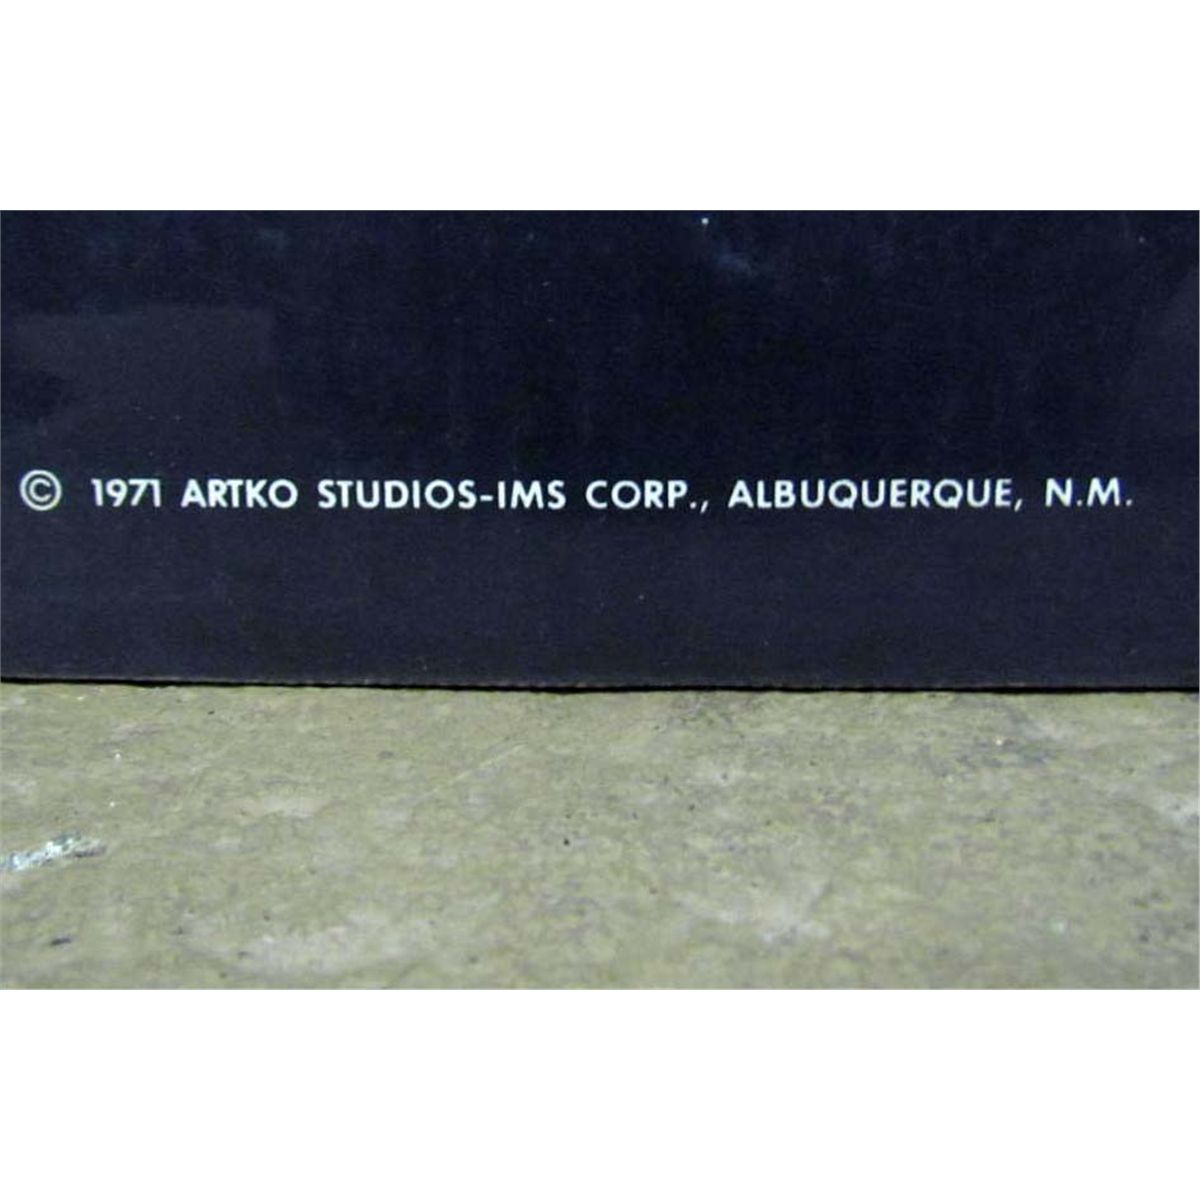 © 1971 ARTKO STUDIOS-IMS CORP., ALBUQUERQUE, N.M.